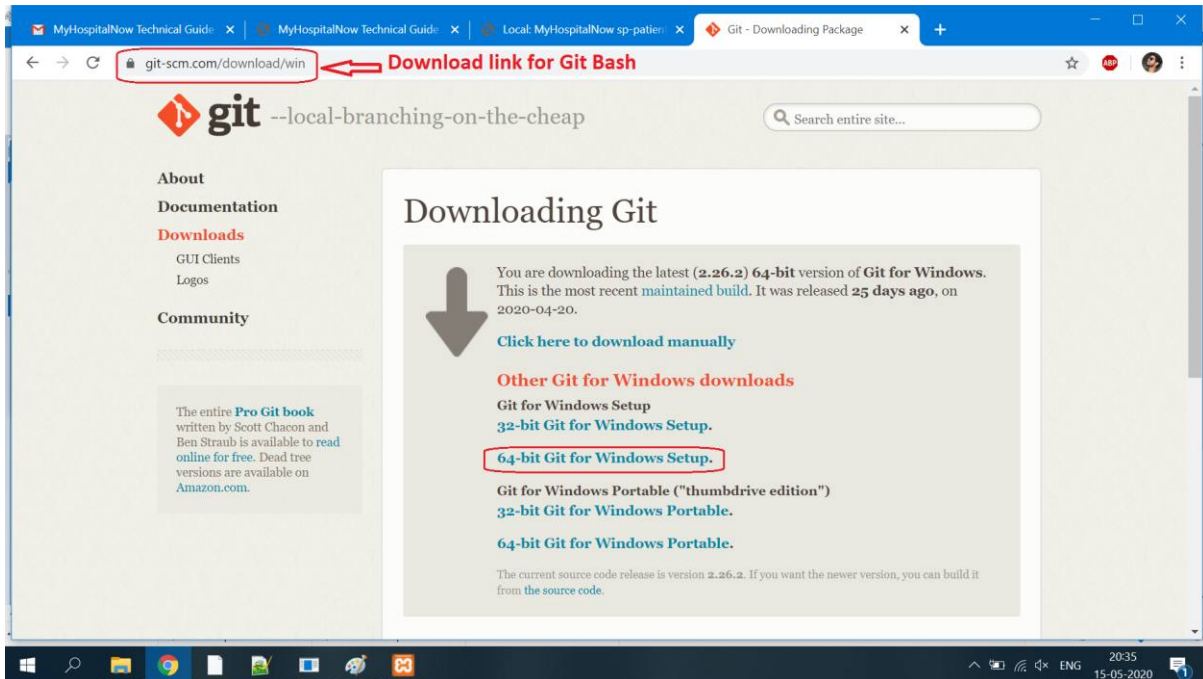 MyHospitalNow Technical Guide
MyHospitalNow Technical Guide
Local: MyHospitalNow sp-patien
Git - Downloading Package
git-scm.com/download/win
Download link for Git Bash
ABP
git --local-branching-on-the-cheap
Search entire site...
About
Documentation
Downloads
GUI Clients
Logos
Community
The entire Pro Git book
written by Scott Chacon and
Ben Straub is available to read
online for free. Dead tree
versions are available on
Amazon.com.
Downloading Git
You are downloading the latest (2.26.2) 64-bit version of Git for Windows.
This is the most recent maintained build. It was released 25 days ago, on
2020-04-20.
Click here to download manually
Other Git for Windows downloads
Git for Windows Setup
32-bit Git for Windows Setup.
64-bit Git for Windows Setup.
Git for Windows Portable ("thumbdrive edition")
32-bit Git for Windows Portable.
64-bit Git for Windows Portable.
The current source code release is version 2.26.2. If you want the newer version, you can build it
from the source code.
ENG
20:35
15-05-2020
1